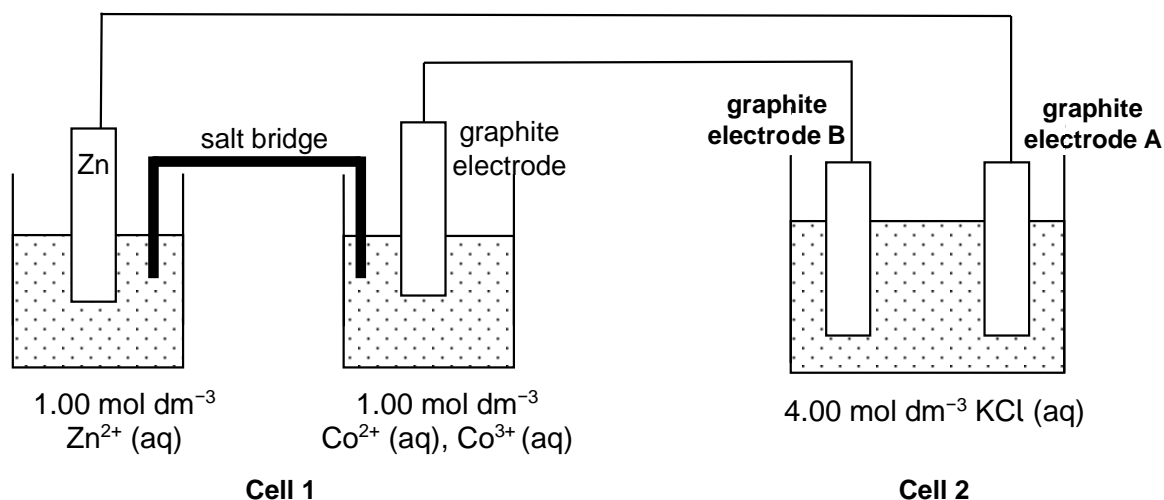 graphite
electrode B
graphite
electrode A
salt bridge
graphite
electrode
Zn
1.00 mol dm⁻³
Zn²⁺ (aq)
1.00 mol dm⁻³
Co²⁺ (aq), Co³⁺ (aq)
4.00 mol dm⁻³ KCl (aq)
Cell 1
Cell 2